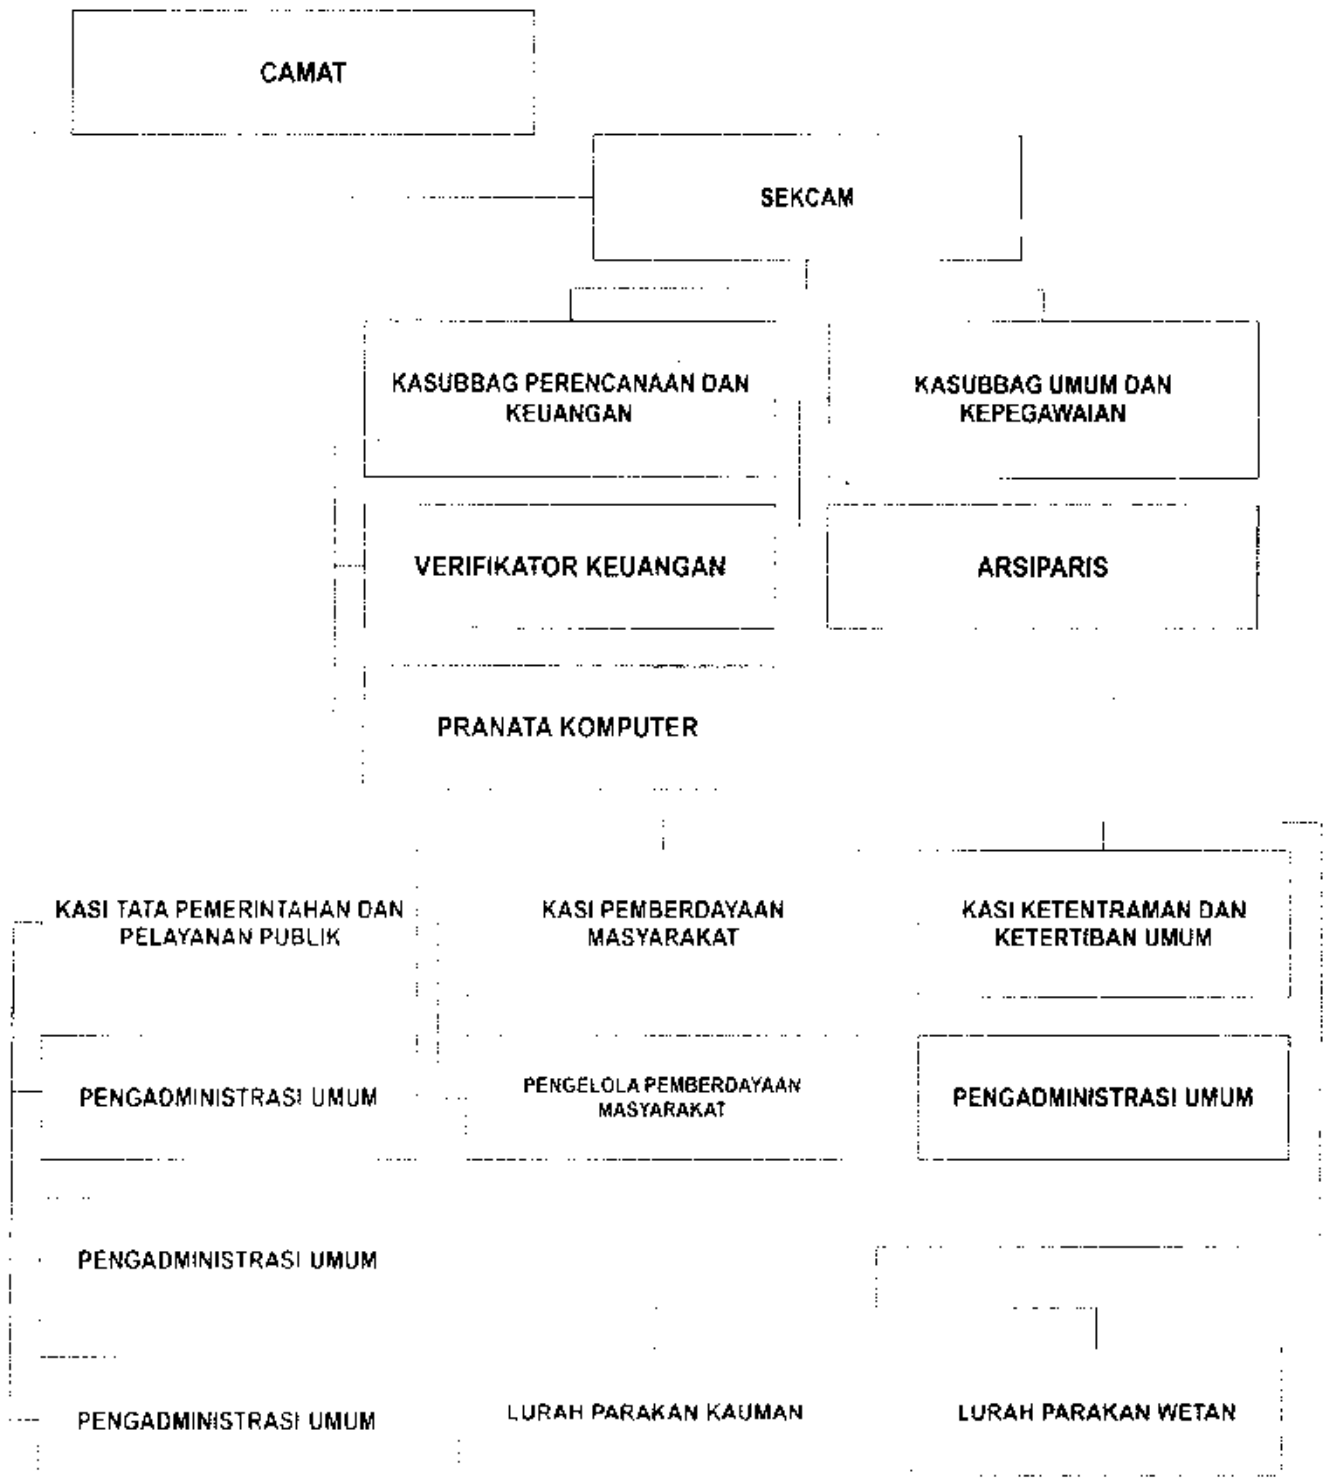 CAMAT
SEKCAM
KASUBBAG PERENCANAAN DAN
KEUANGAN
KASUBBAG UMUM DAN
KEPEGAWAIAN
VERIFIKATOR KEUANGAN
ARSIPARIS
PRANATA KOMPUTER
KASI TATA PEMERINTAHAN DAN
PELAYANAN PUBLIK
KASI PEMBERDAYAAN
MASYARAKAT
KASI KETENTRAMAN DAN
KETERTIBAN UMUM
PENGADMINISTRASI UMUM
PENGELOLA PEMBERDAYAAN
MASYARAKAT
PENGADMINISTRASI UMUM
PENGADMINISTRASI UMUM
PENGADMINISTRASI UMUM
LURAH PARAKAN KAUMAN
LURAH PARAKAN WETAN